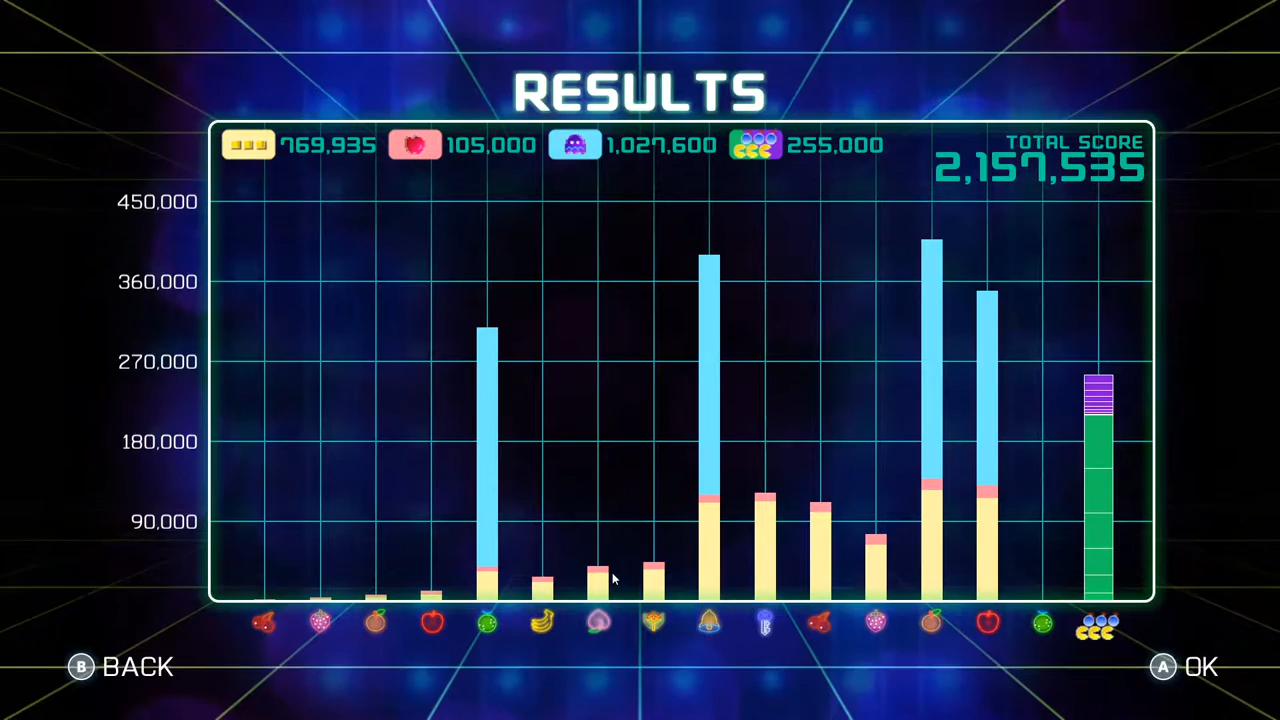 RESULTS
769,935 105,000 1,027,600 255,000
TOTAL SCORE
2,157,535
450,000
360,000
270,000
180,000
90,000
B BACK
A OK